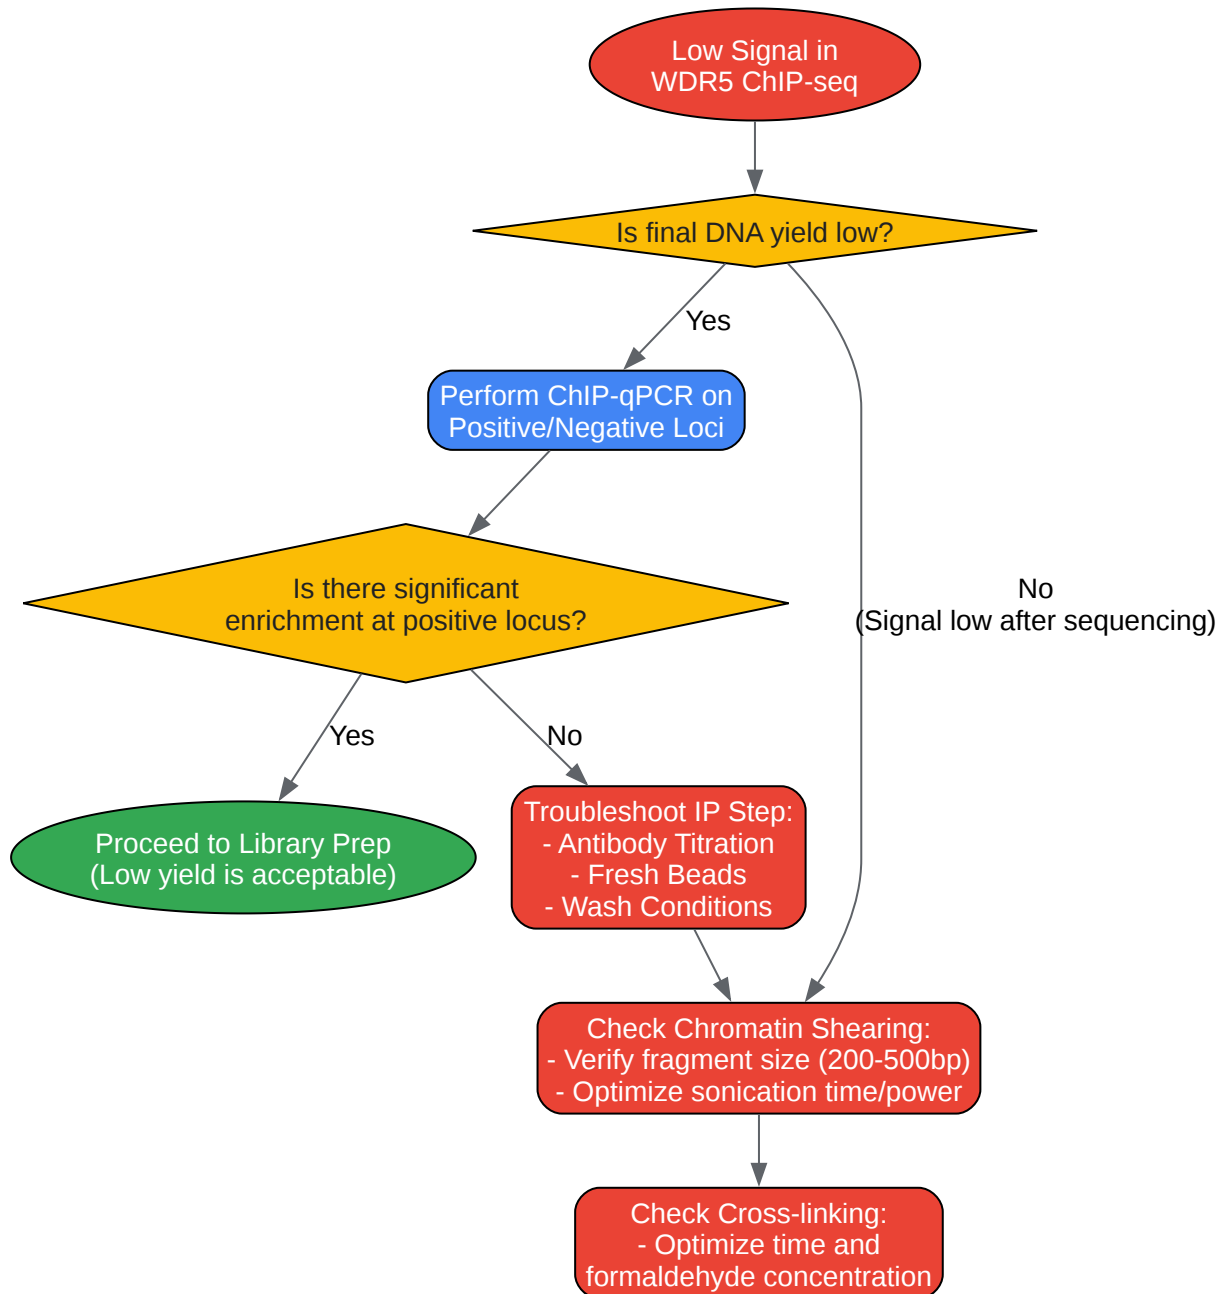 Low Signal in
WDR5 ChIP-seq
Is final DNA yield low?
Yes
Perform ChIP-qPCR on
Positive/Negative Loci
Is there significant
enrichment at positive locus?
No
(Signal low after sequencing)
Yes
No
Proceed to Library Prep
(Low yield is acceptable)
Troubleshoot IP Step:
- Antibody Titration
- Fresh Beads
- Wash Conditions
Check Chromatin Shearing:
- Verify fragment size (200-500bp)
- Optimize sonication time/power
Check Cross-linking:
- Optimize time and
formaldehyde concentration